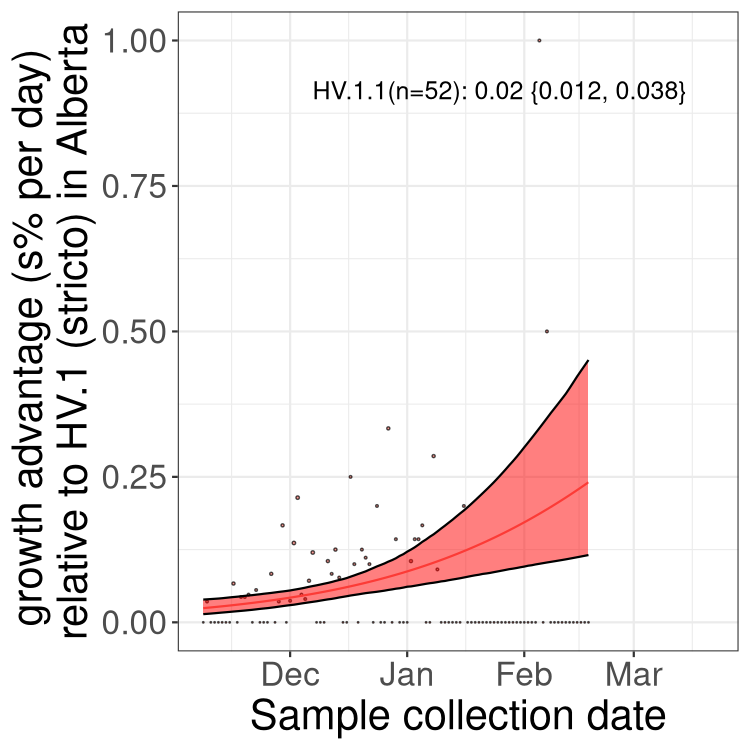 growth advantage (s% per day)
relative to HV.1 (stricto) in Alberta
1.00
0.75
0.50
0.25
0.00
HV.1.1(n=52): 0.02 {0.012, 0.038}
Dec Jan Feb Mar
Sample collection date